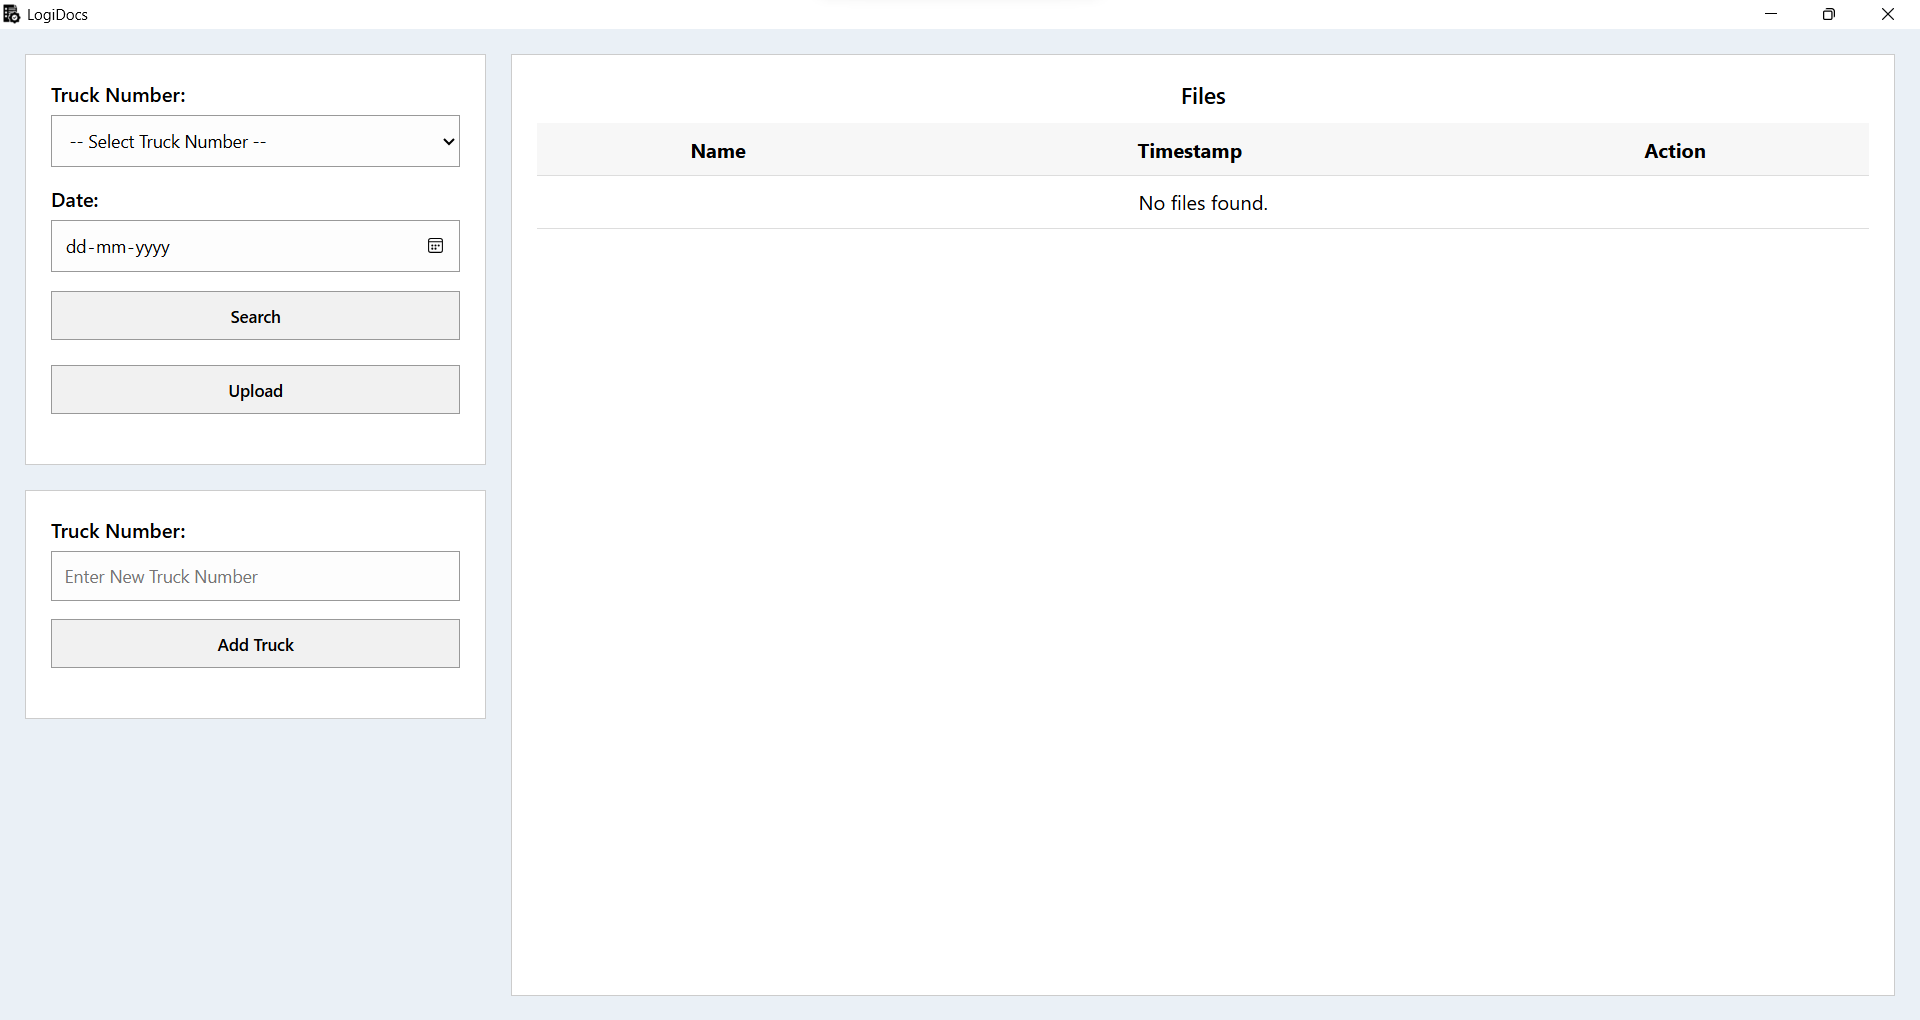 LogiDocs
Truck Number:
-- Select Truck Number --
Date:
dd-mm-yyyy
Search
Upload
Truck Number:
Enter New Truck Number
Add Truck
Files
Name Timestamp Action
No files found.